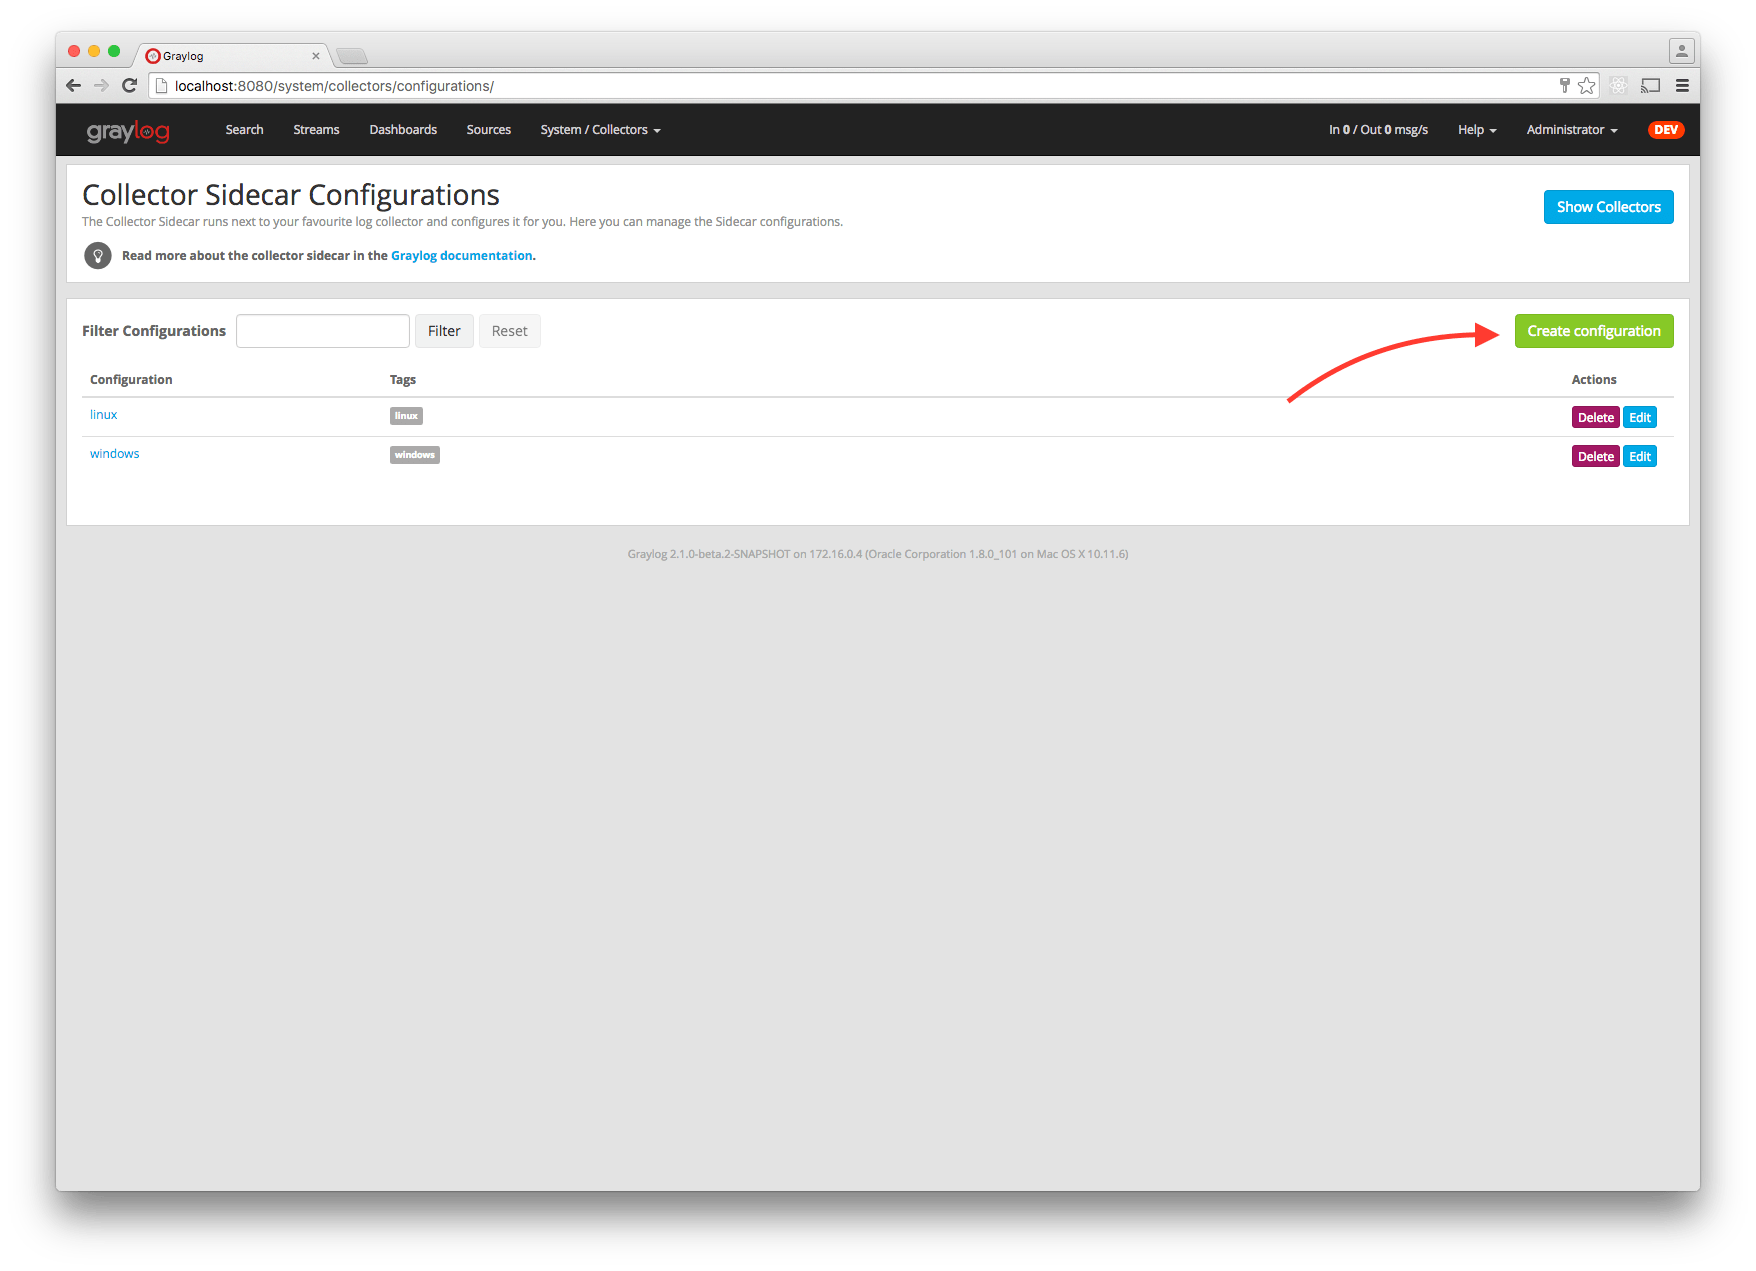 Graylog
localhost:8080/system/collectors/configurations/
graylog Search Streams Dashboards Sources System / Collectors In 0 / Out 0 msg/s Help Administrator DEV
Collector Sidecar Configurations
The Collector Sidecar runs next to your favourite log collector and configures it for you. Here you can manage the Sidecar configurations.
Show Collectors
Read more about the collector sidecar in the Graylog documentation.
Filter Configurations Filter Reset Create configuration
Configuration Tags Actions
linux linux Delete Edit
windows windows Delete Edit
Graylog 2.1.0-beta.2-SNAPSHOT on 172.16.0.4 (Oracle Corporation 1.8.0_101 on Mac OS X 10.11.6)